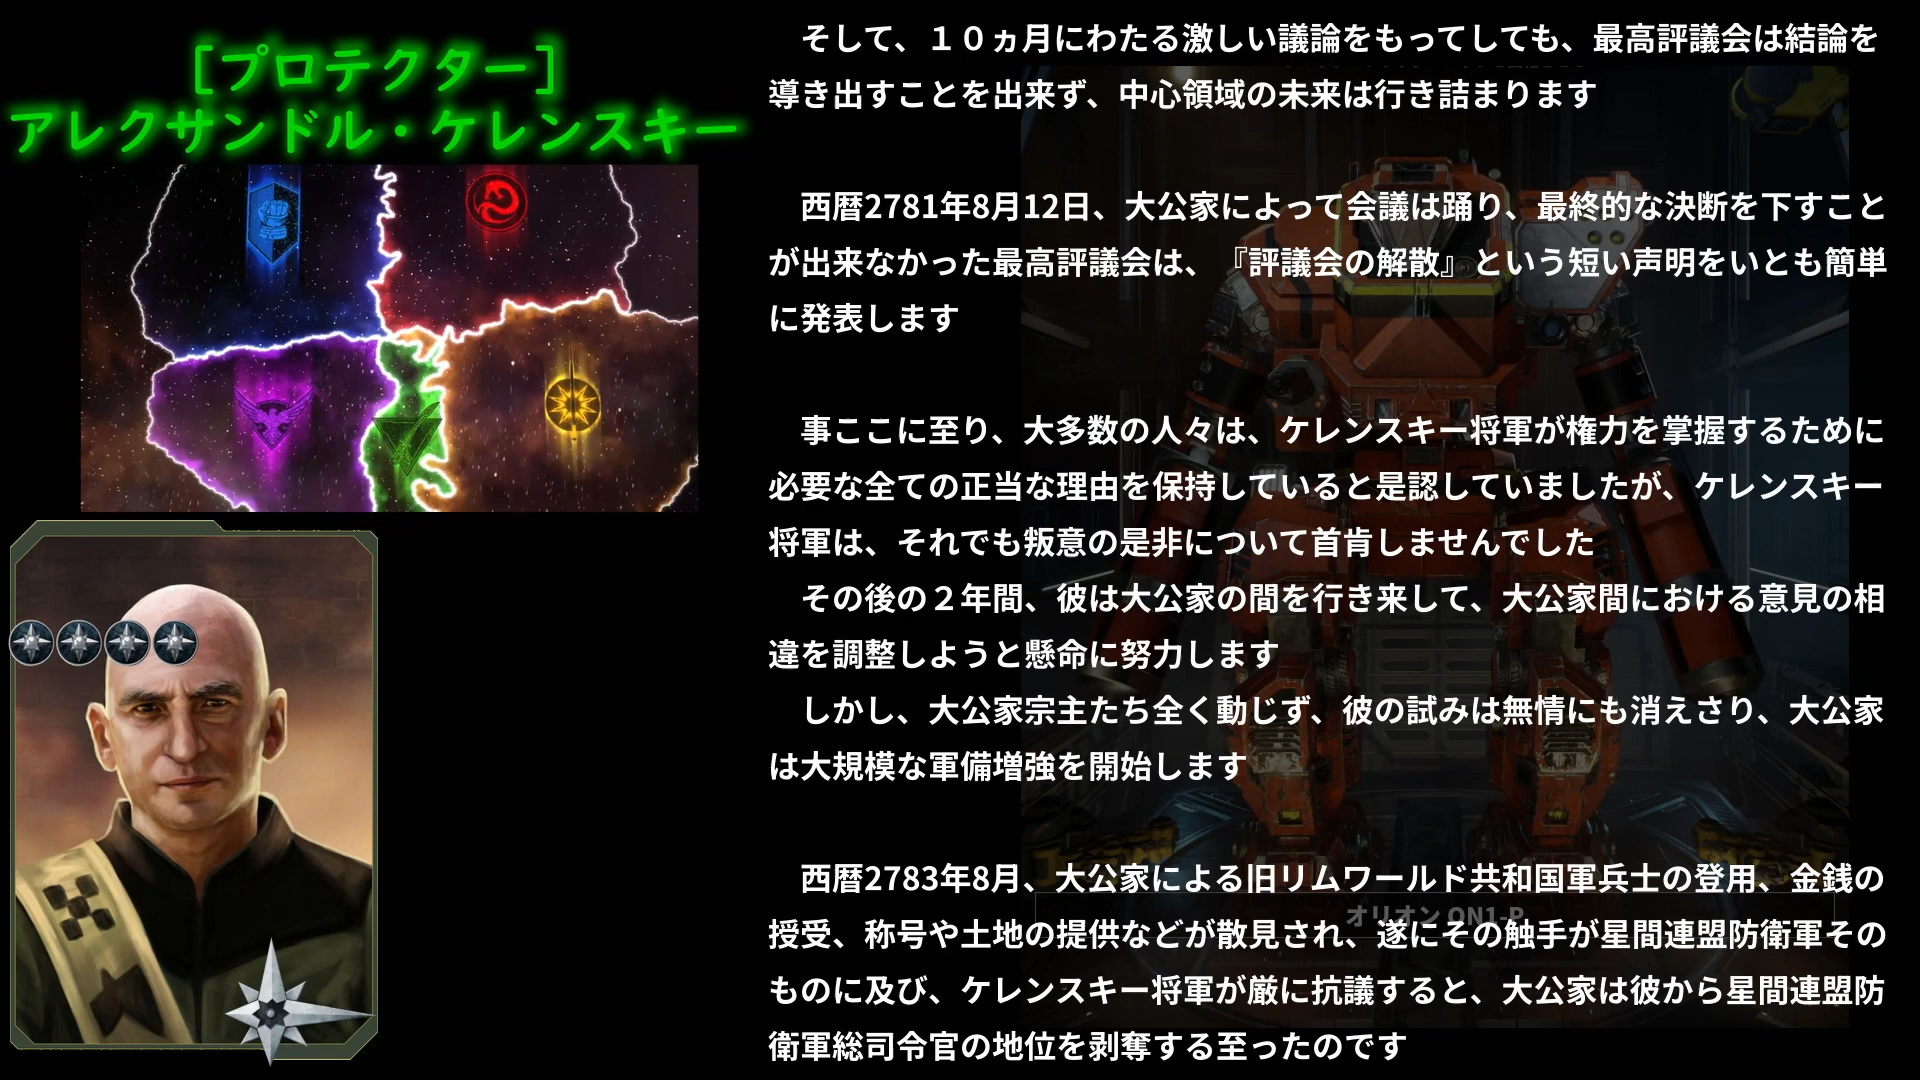 ［プロテクター］
アレクサンドル・ケレンスキー
そして、１０ヵ月にわたる激しい議論をもってしても、最高評議会は結論を
導き出すことを出来ず、中心領域の未来は行き詰まります
西暦2781年8月12日、大公家によって会議は踊り、最終的な決断を下すこと
が出来なかった最高評議会は、『評議会の解散』という短い声明をいとも簡単
に発表します
事ここに至り、大多数の人々は、ケレンスキー将軍が権力を掌握するために
必要な全ての正当な理由を保持していると是認していましたが、ケレンスキー
将軍は、それでも叛意の是非について首肯しませんでした
その後の２年間、彼は大公家の間を行き来して、大公家間における意見の相
違を調整しようと懸命に努力します
しかし、大公家宗主たち全く動じず、彼の試みは無情にも消えさり、大公家
は大規模な軍備増強を開始します
西暦2783年8月、大公家による旧リムワールド共和国軍兵士の登用、金銭の
授受、称号や土地の提供などが散見され、遂にその触手が星間連盟防衛軍その
ものに及び、ケレンスキー将軍が厳に抗議すると、大公家は彼から星間連盟防
衛軍総司令官の地位を剥奪する至ったのです
オリオン ON1-P